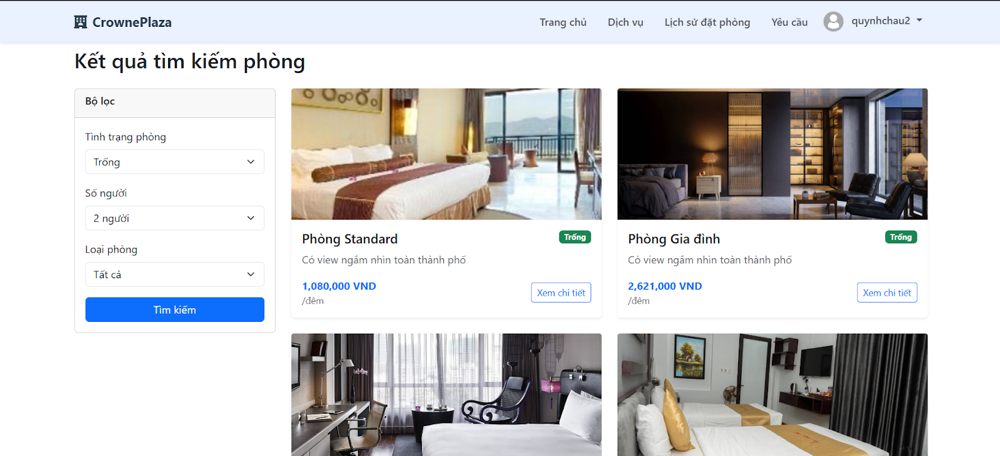 CrownePlaza
Trang chủ
Dịch vụ
Lịch sử đặt phòng
Yêu cầu
quynhchau2
Kết quả tìm kiếm phòng
Bộ lọc
Tình trạng phòng
Trống
Số người
2 người
Loại phòng
Tất cả
Tìm kiếm
Phòng Standard
Trống
Có view ngắm nhìn toàn thành phố
1,080,000 VND
/đêm
Xem chi tiết
Phòng Gia đình
Trống
Có view ngắm nhìn toàn thành phố
2,621,000 VND
/đêm
Xem chi tiết